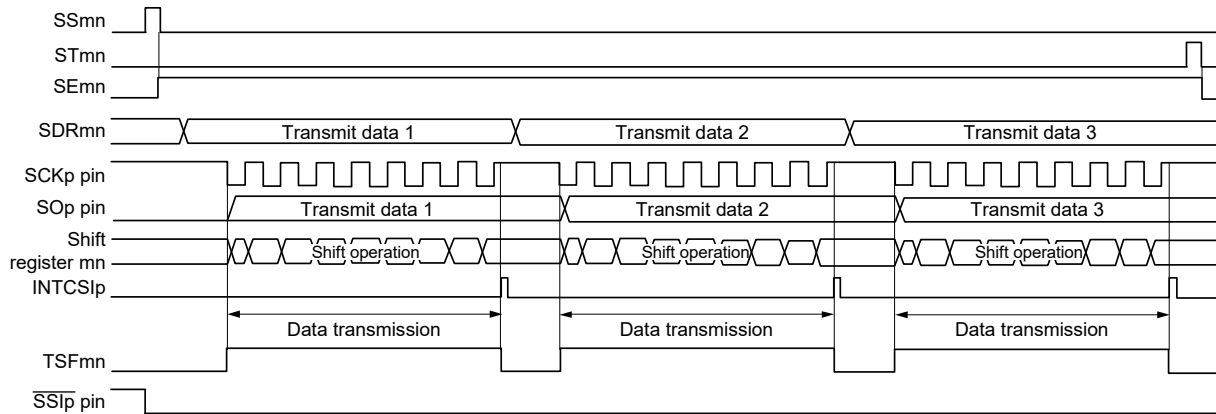 SSmn
STmn
SEmn
SDRmn Transmit data 1 Transmit data 2 Transmit data 3
SCKp pin
SOp pin Transmit data 1 Transmit data 2 Transmit data 3
Shift
register mn Shift operation Shift operation Shift operation
INTCSIp
Data transmission Data transmission Data transmission
TSFmn
SSIp pin